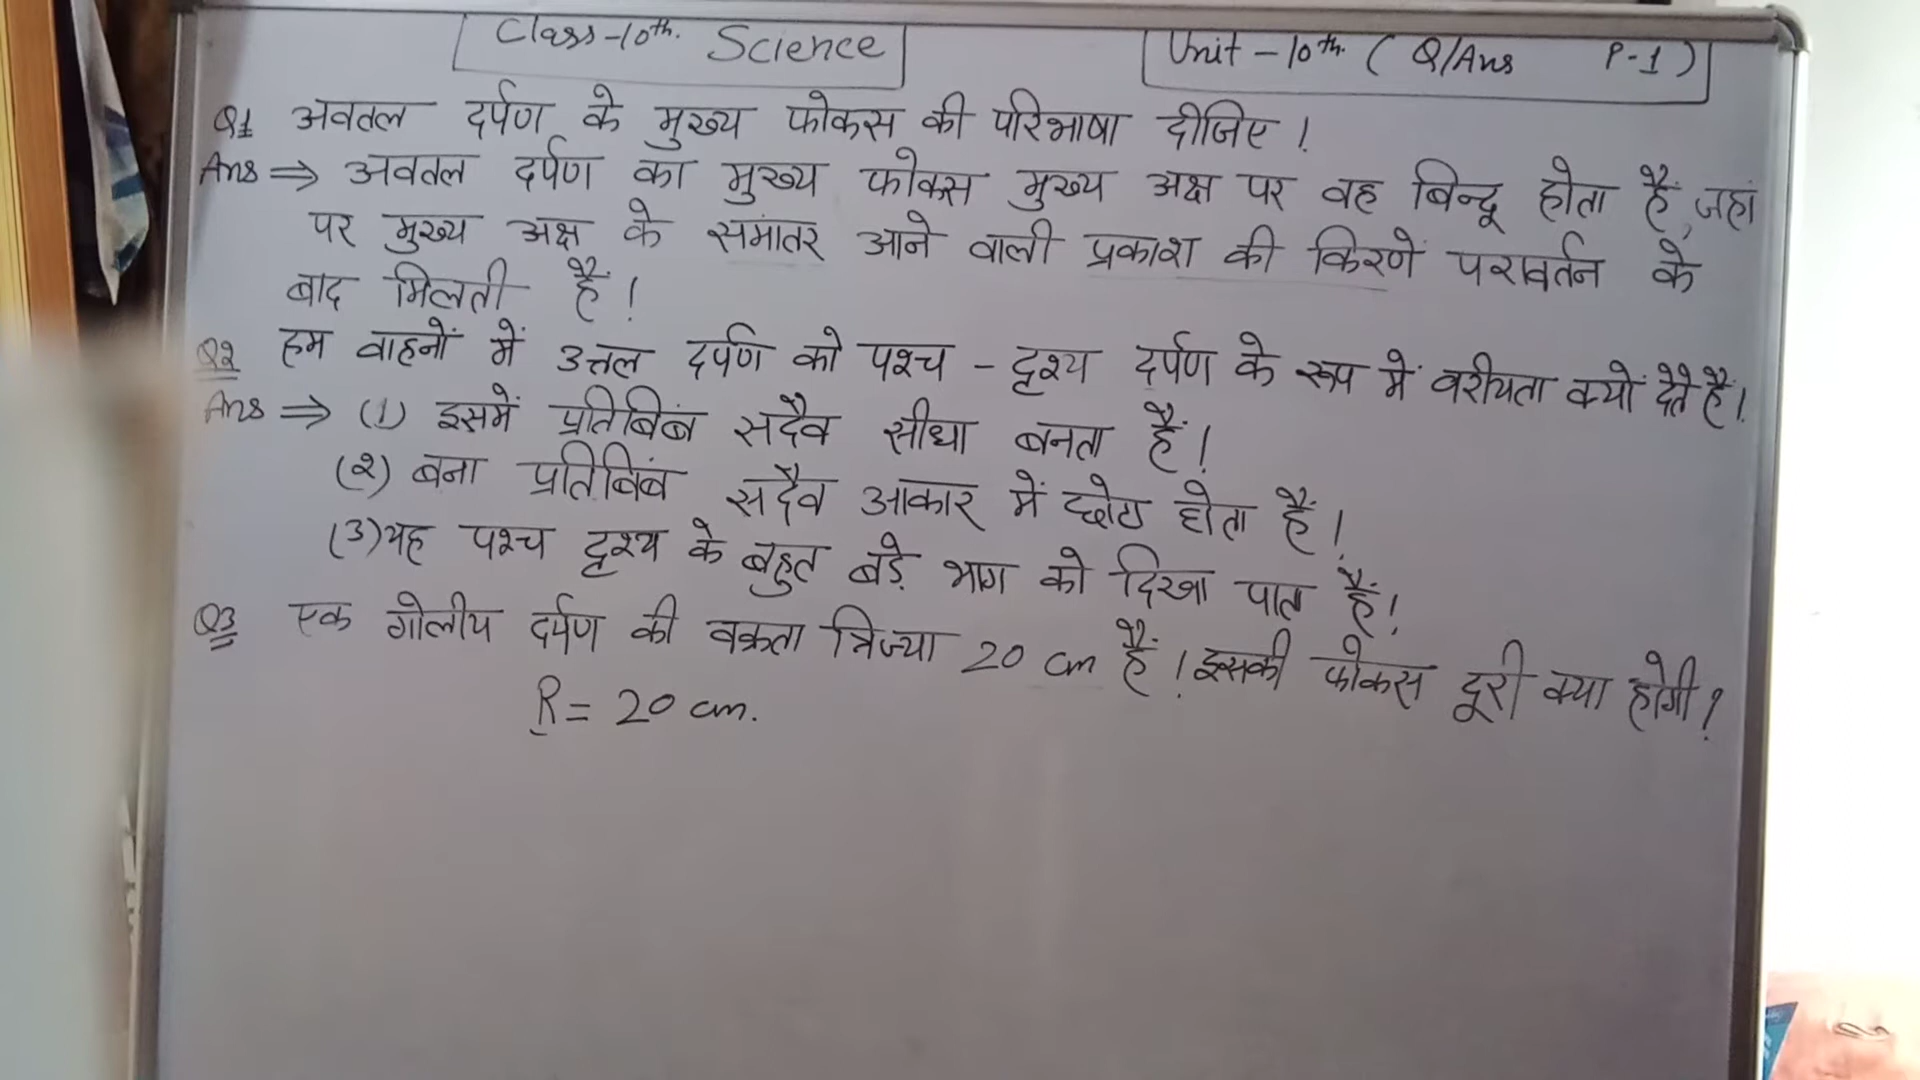 Class-10th. Science
Unit-10th. ( Q/Ans P-1)
Q1 अवतल दर्पण के मुख्य फोकस की परिभाषा दीजिए !
Ans ⇒ अवतल दर्पण का मुख्य फोकस मुख्य अक्ष पर वह बिन्दू होता है, जहां
पर मुख्य अक्ष के समांतर आने वाली प्रकाश की किरणे परावर्तन के
बाद मिलती हैं !
Q2 हम वाहनों में उत्तल दर्पण को पश्च - दृश्य दर्पण के रूप में वरीयता क्यों देते हैं।
Ans ⇒ (1) इसमें प्रतिबिंब सदैव सीधा बनता हैं !
(२) बना प्रतिबिंब सदैव आकार में छोटा होता हैं !
(3) यह पश्च दृश्य के बहुत बड़े भाग को दिखा पाता हैं !
Q3 एक गोलीय दर्पण की वक्रता त्रिज्या 20 cm हैं ! इसकी फोकस दूरी क्या होगी ?
R = 20 cm.